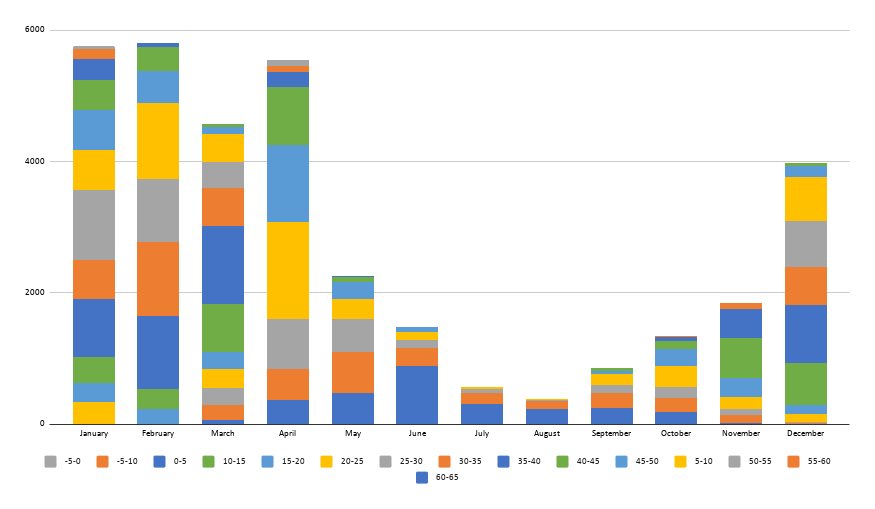 6000
4000
2000
0
January February March April May June July August September October November December
-5-0 -5-10 0-5 10-15 15-20 20-25 25-30 30-35 35-40 40-45 45-50 5-10 50-55 55-60
60-65